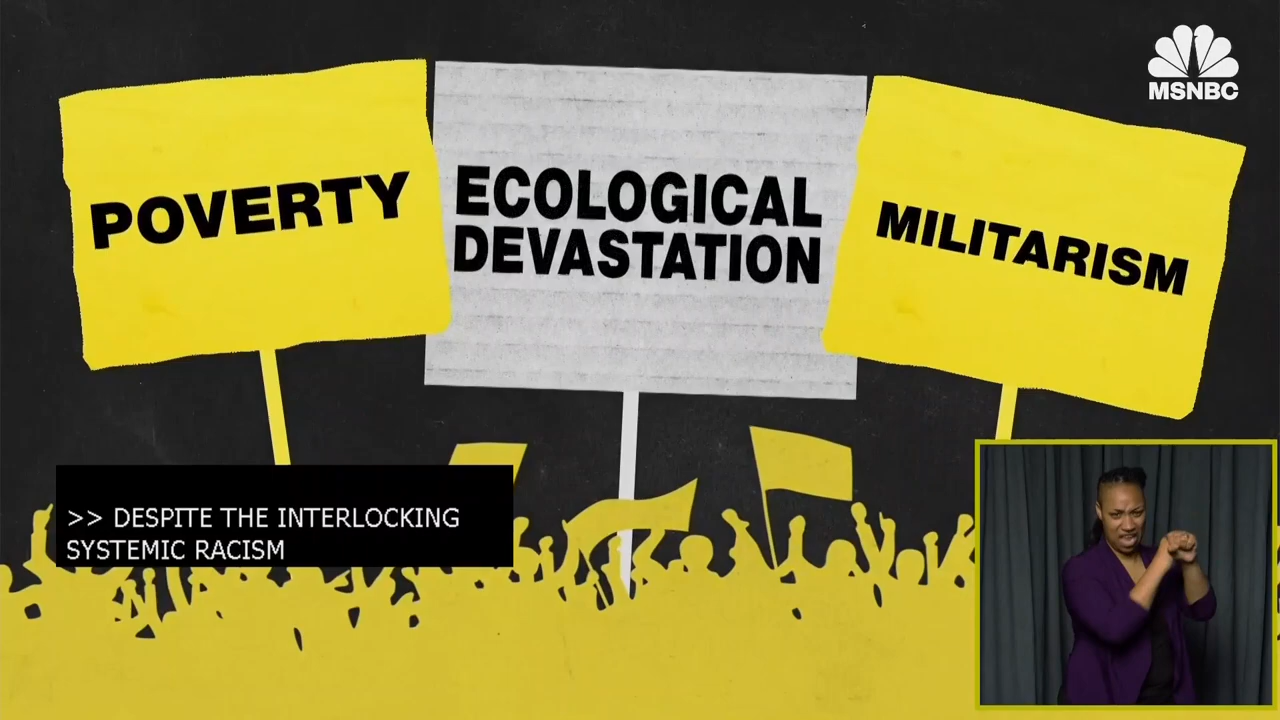 MSNBC
POVERTY
ECOLOGICAL
DEVASTATION
MILITARISM
>> DESPITE THE INTERLOCKING
SYSTEMIC RACISM